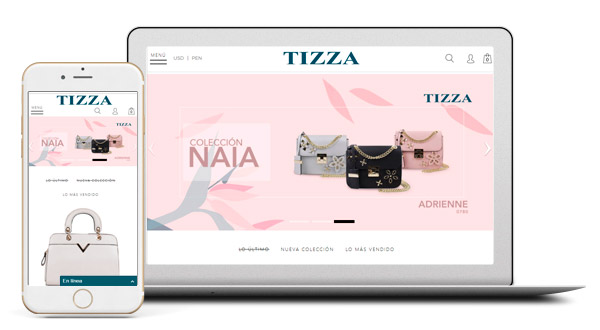 MENÚ
USD | PEN
TIZZA
TIZZA
COLECCIÓN
NAIA
ADRIENNE
LO ÚLTIMO
NUEVA COLECCIÓN
LO MÁS VENDIDO
TIZZA
MENÚ
TIZZA
COLECCIÓN
NAIA
LO ÚLTIMO
NUEVA COLECCIÓN
LO MÁS VENDIDO
En línea